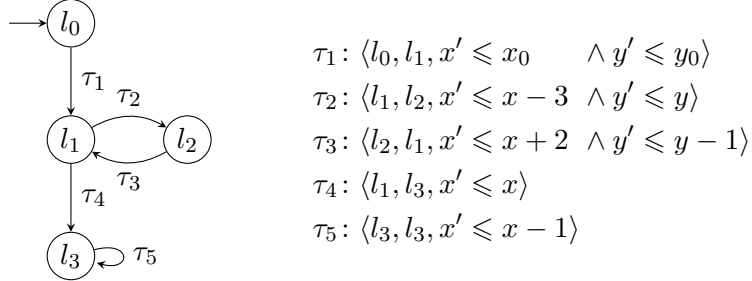 l₀
τ₁
τ₂
l₁
l₂
τ₃
τ₄
l₃
τ₅
τ₁: ⟨l₀, l₁, x′ ⩽ x₀ ∧ y′ ⩽ y₀⟩
τ₂: ⟨l₁, l₂, x′ ⩽ x − 3 ∧ y′ ⩽ y⟩
τ₃: ⟨l₂, l₁, x′ ⩽ x + 2 ∧ y′ ⩽ y − 1⟩
τ₄: ⟨l₁, l₃, x′ ⩽ x⟩
τ₅: ⟨l₃, l₃, x′ ⩽ x − 1⟩